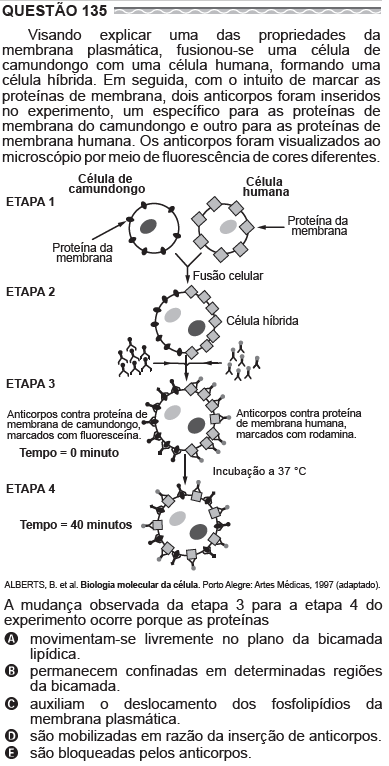 QUESTÃO 135
Visando explicar uma das propriedades da
membrana plasmática, fusionou-se uma célula de
camundongo com uma célula humana, formando uma
célula híbrida. Em seguida, com o intuito de marcar as
proteínas de membrana, dois anticorpos foram inseridos
no experimento, um específico para as proteínas de
membrana do camundongo e outro para as proteínas de
membrana humana. Os anticorpos foram visualizados ao
microscópio por meio de fluorescência de cores diferentes.
Célula de
camundongo
Célula
humana
ETAPA 1
Proteína da
membrana
Proteína da
membrana
Fusão celular
ETAPA 2
Célula híbrida
ETAPA 3
Anticorpos contra proteína de
membrana de camundongo,
marcados com fluoresceína.
Anticorpos contra proteína
de membrana humana,
marcados com rodamina.
Tempo = 0 minuto
Incubação a 37 °C
ETAPA 4
Tempo = 40 minutos
ALBERTS, B. et al. Biologia molecular da célula. Porto Alegre: Artes Médicas, 1997 (adaptado).
A mudança observada da etapa 3 para a etapa 4 do
experimento ocorre porque as proteínas
A movimentam-se livremente no plano da bicamada
lipídica.
B permanecem confinadas em determinadas regiões
da bicamada.
C auxiliam o deslocamento dos fosfolipídios da
membrana plasmática.
D são mobilizadas em razão da inserção de anticorpos.
E são bloqueadas pelos anticorpos.